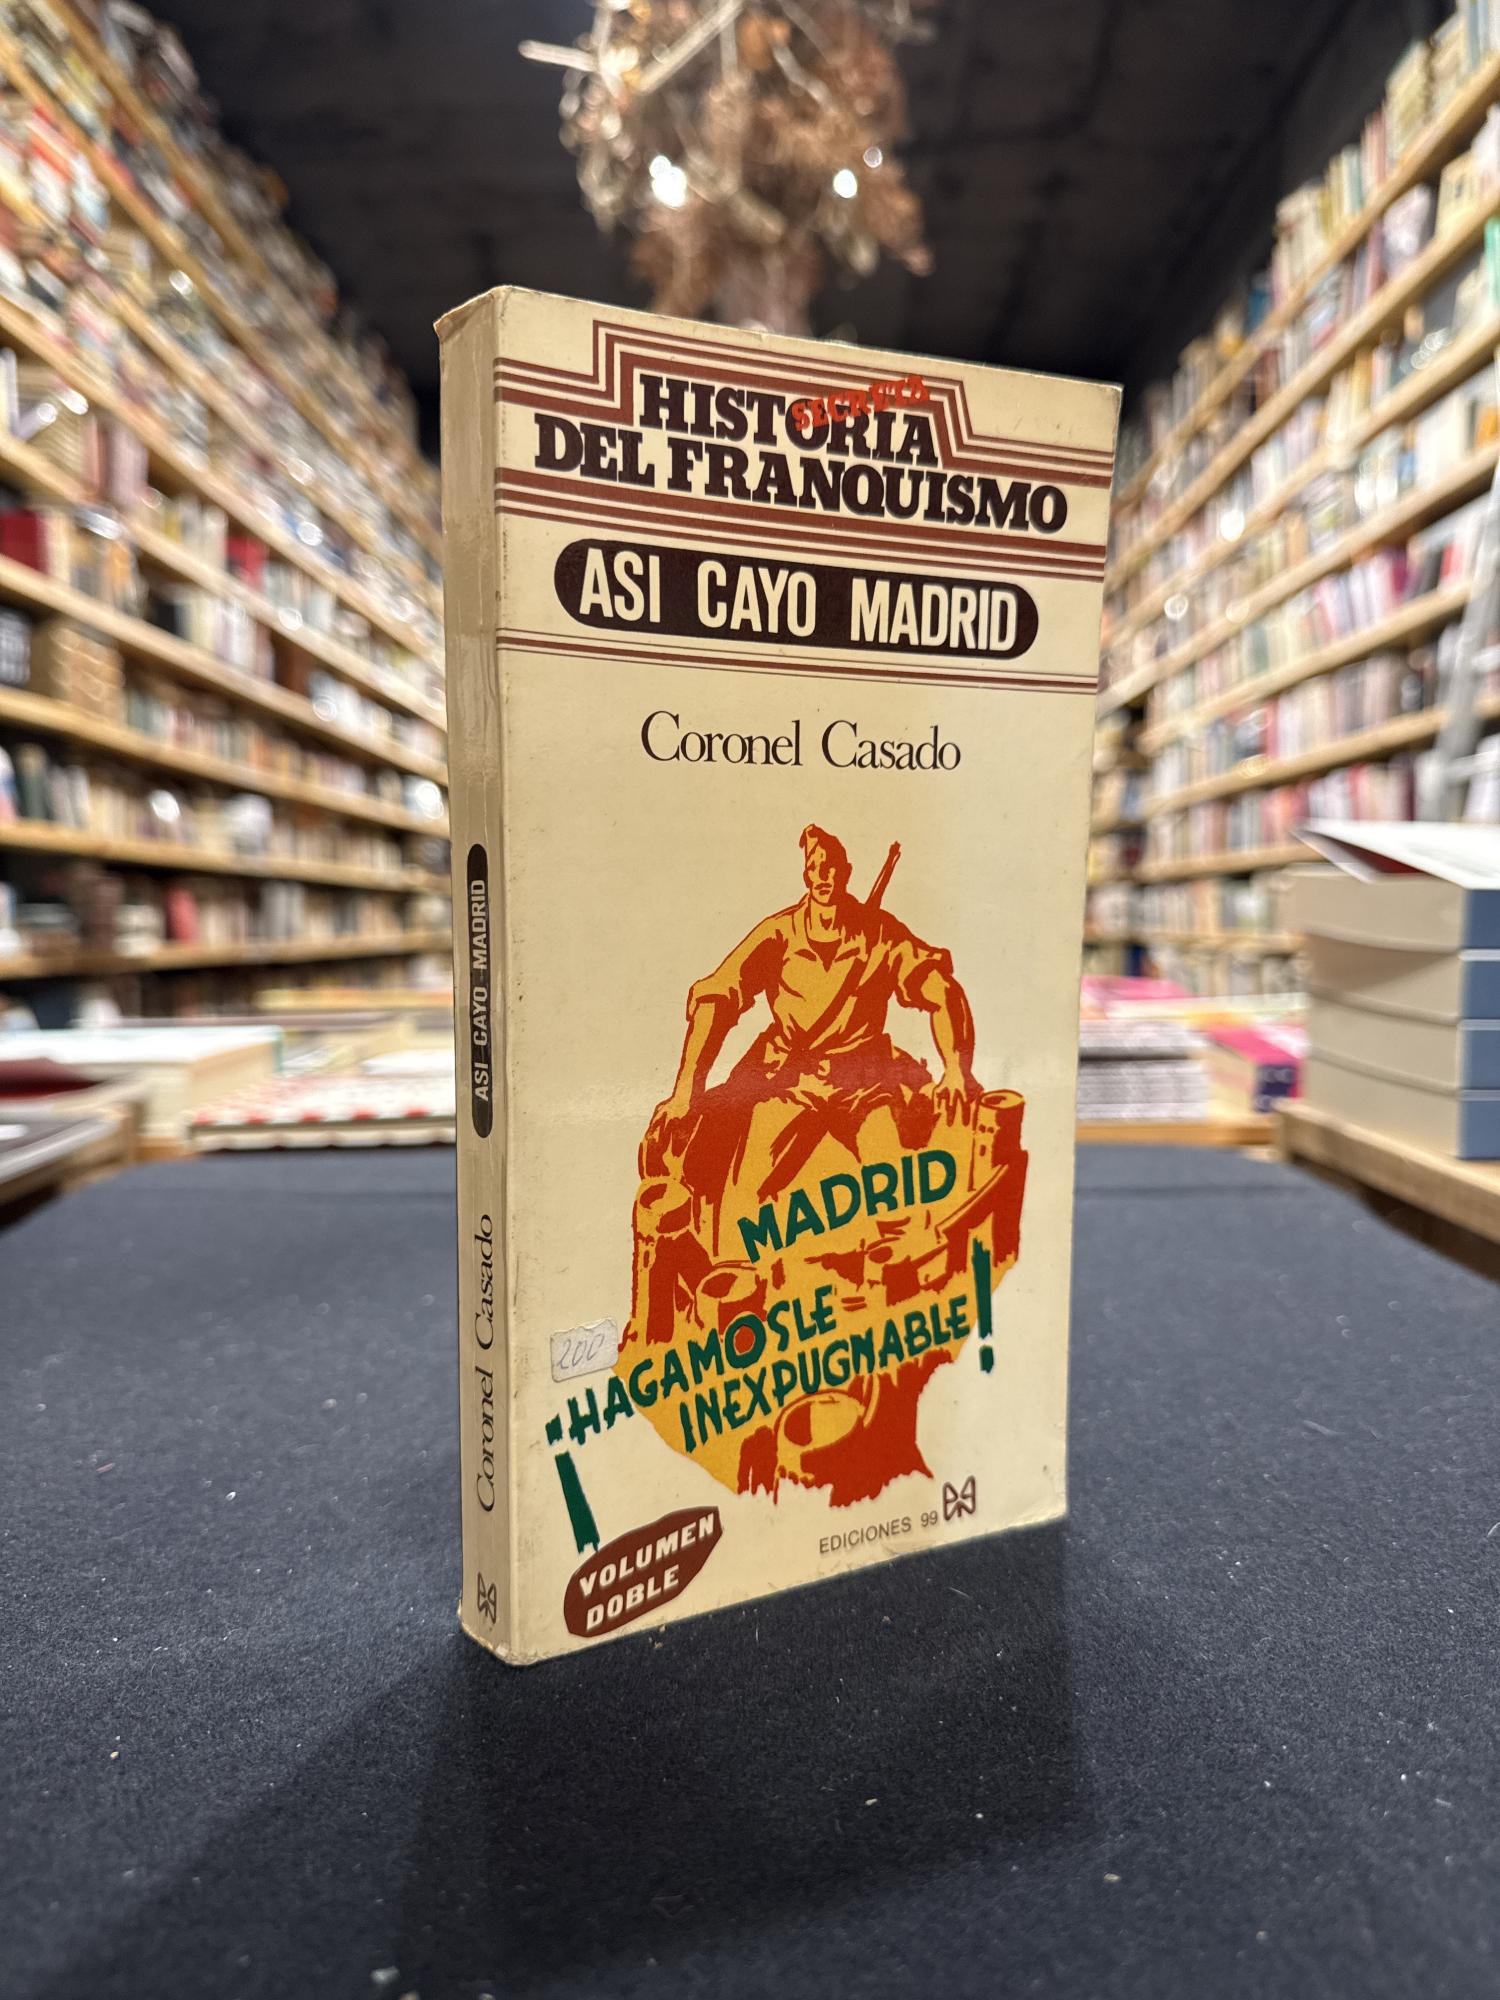 SECRETA
HISTORIA
DEL FRANQUISMO
ASI CAYO MADRID
Coronel Casado
MADRID
¡HAGAMOSLE
INEXPUGNABLE!
200
VOLUMEN
DOBLE
EDICIONES 99
ASI CAYO MADRID
Coronel Casado